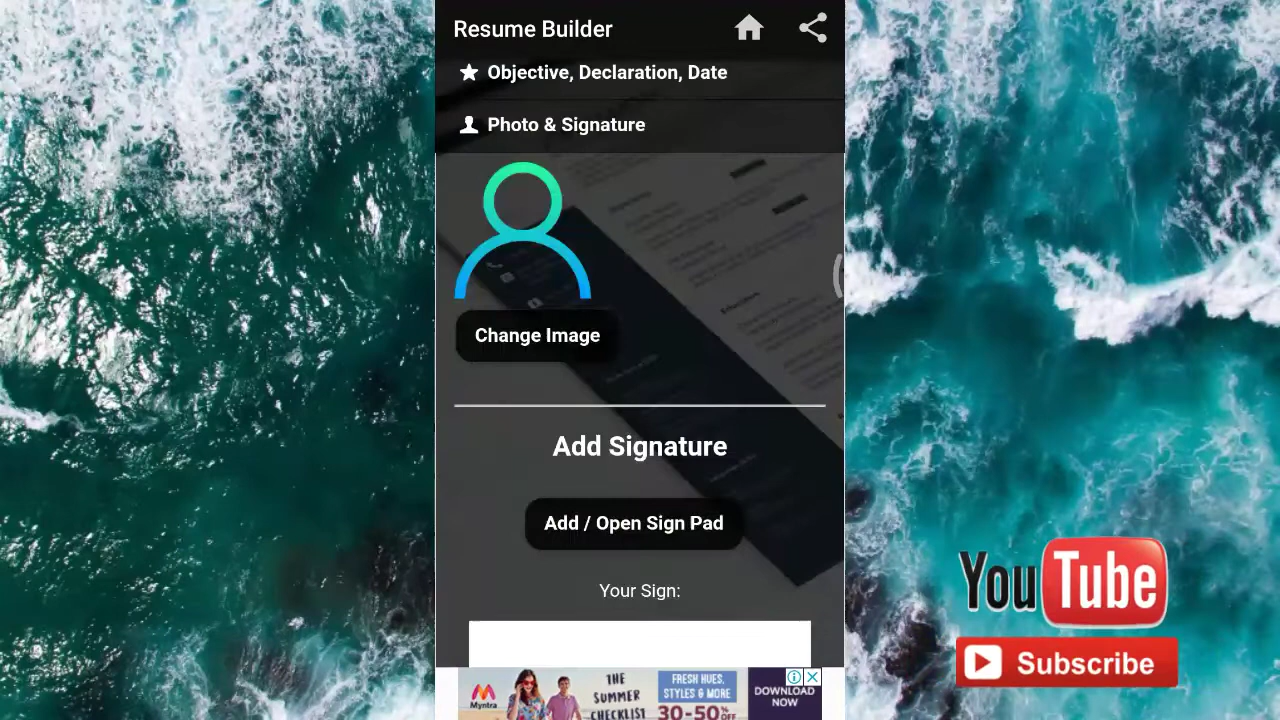 Resume Builder
Objective, Declaration, Date
Photo & Signature
Change Image
Add Signature
Add / Open Sign Pad
Your Sign:
Myntra
THE
SUMMER
CHECKLIST
FRESH HUES,
STYLES & MORE
30-50% OFF
DOWNLOAD
NOW
YouTube
Subscribe